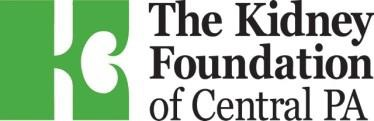 The Kidney
Foundation
of Central PA